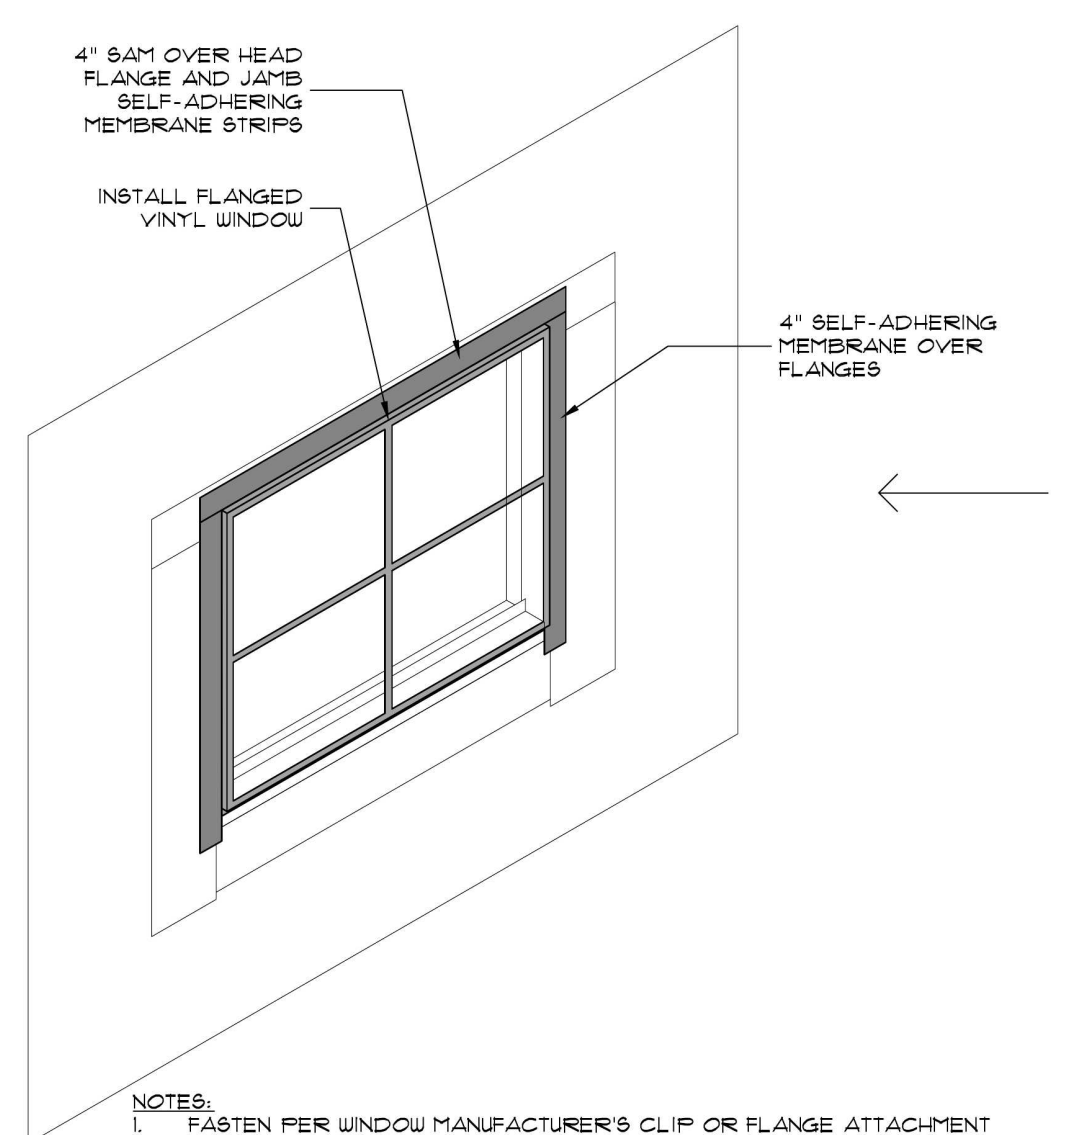 4" SAM OVER HEAD
FLANGE AND JAMB
SELF-ADHERING
MEMBRANE STRIPS
INSTALL FLANGED
VINYL WINDOW
4" SELF-ADHERING
MEMBRANE OVER
FLANGES
NOTES:
1. FASTEN PER WINDOW MANUFACTURER'S CLIP OR FLANGE ATTACHMENT